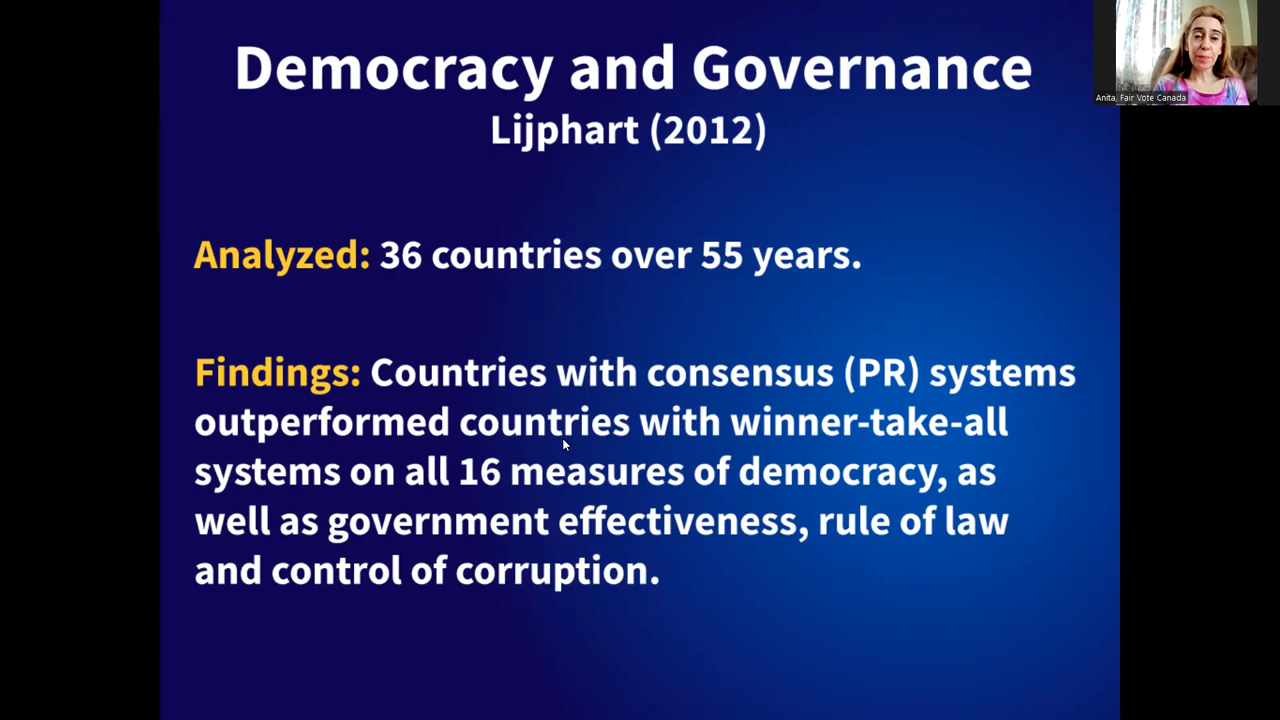 Democracy and Governance
Lijphart (2012)
Anita, Fair Vote Canada
Analyzed: 36 countries over 55 years.
Findings: Countries with consensus (PR) systems
outperformed countries with winner-take-all
systems on all 16 measures of democracy, as
well as government effectiveness, rule of law
and control of corruption.